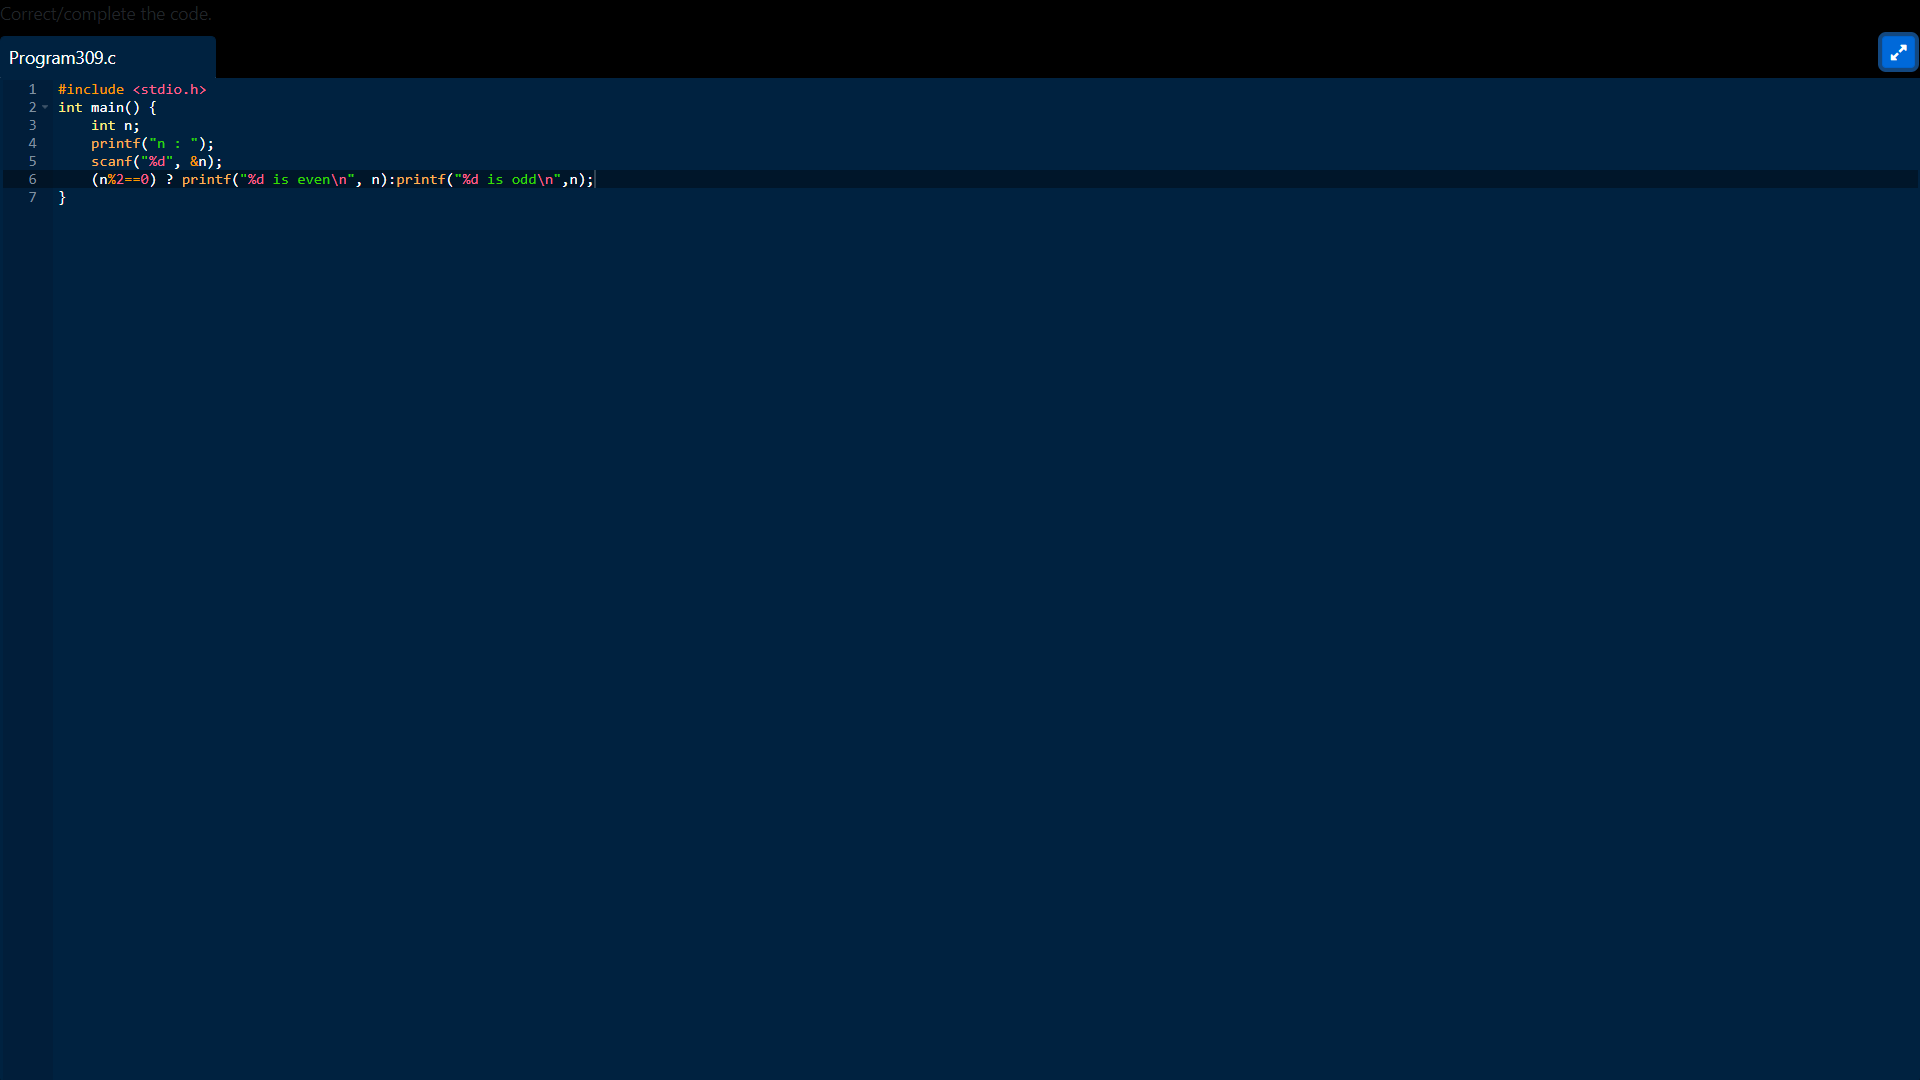 Correct/complete the code.
Program309.c
1 #include <stdio.h>
2 int main() {
3     int n;
4     printf("n : ");
5     scanf("%d", &n);
6     (n%2==0) ? printf("%d is even\n", n):printf("%d is odd\n",n);
7 }